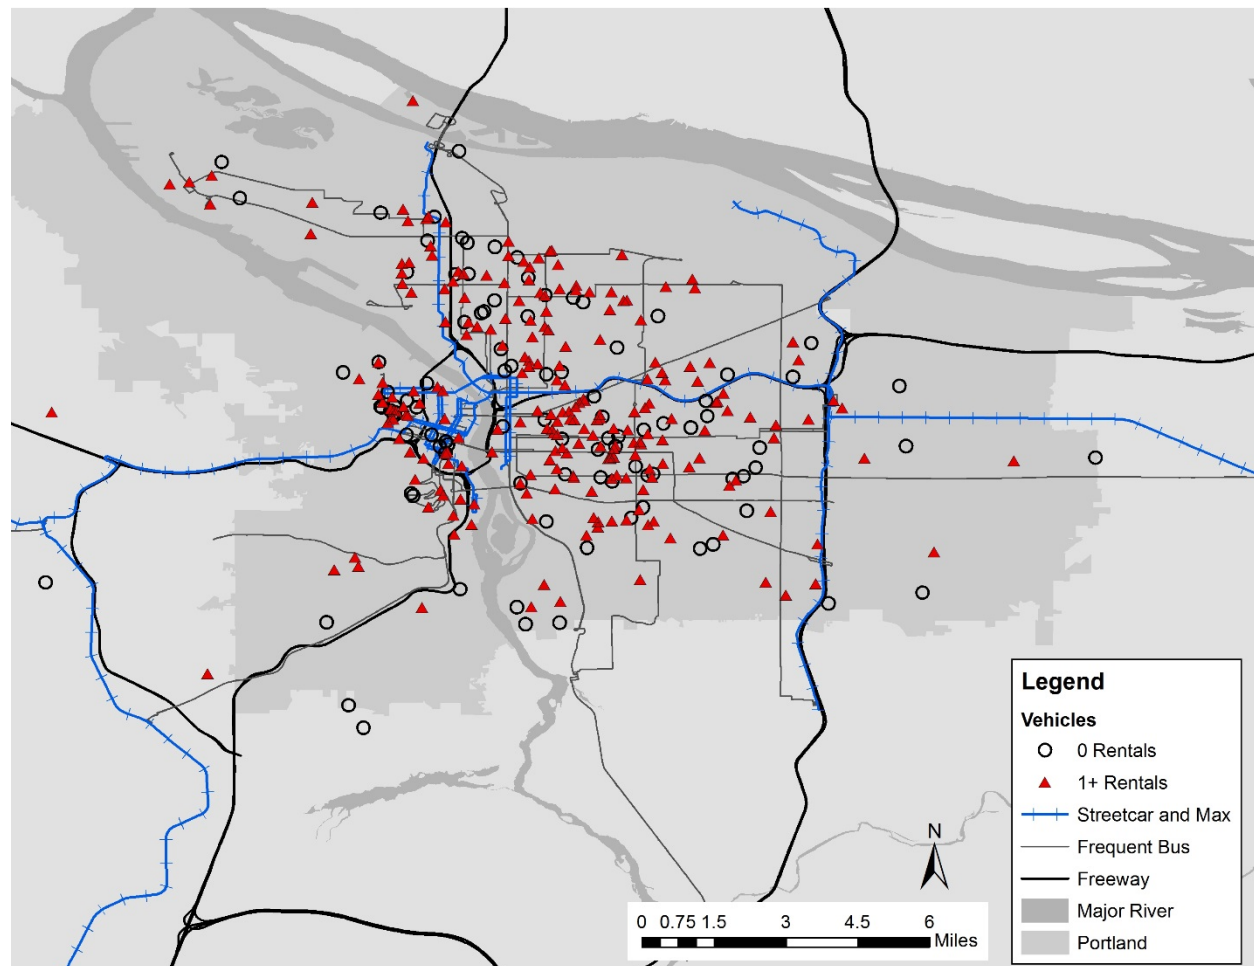 Legend
Vehicles
0 Rentals
1+ Rentals
Streetcar and Max
Frequent Bus
Freeway
Major River
Portland
N
0 0.75 1.5 3 4.5 6
Miles